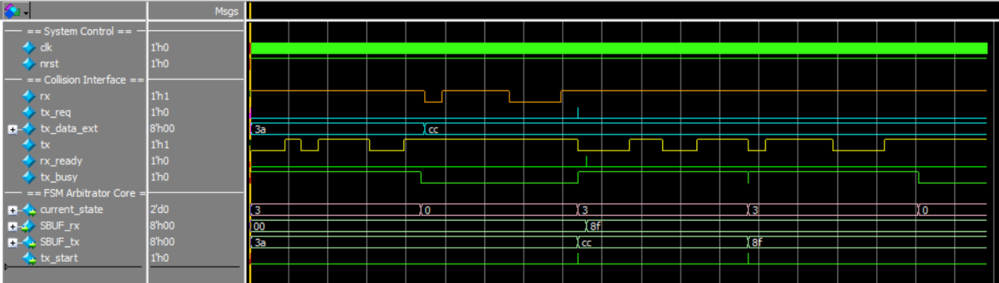 Msgs
== System Control ==
clk 1'h0
nrst 1'h0
== Collision Interface ==
rx 1'h1
tx_req 1'h0
tx_data_ext 8'h00 3a cc
tx 1'h1
rx_ready 1'h0
tx_busy 1'h0
== FSM Arbitrator Core =
current_state 2'd0 3 0 3 3 0
SBUF_rx 8'h00 00 8f
SBUF_tx 8'h00 3a cc 8f
tx_start 1'h0